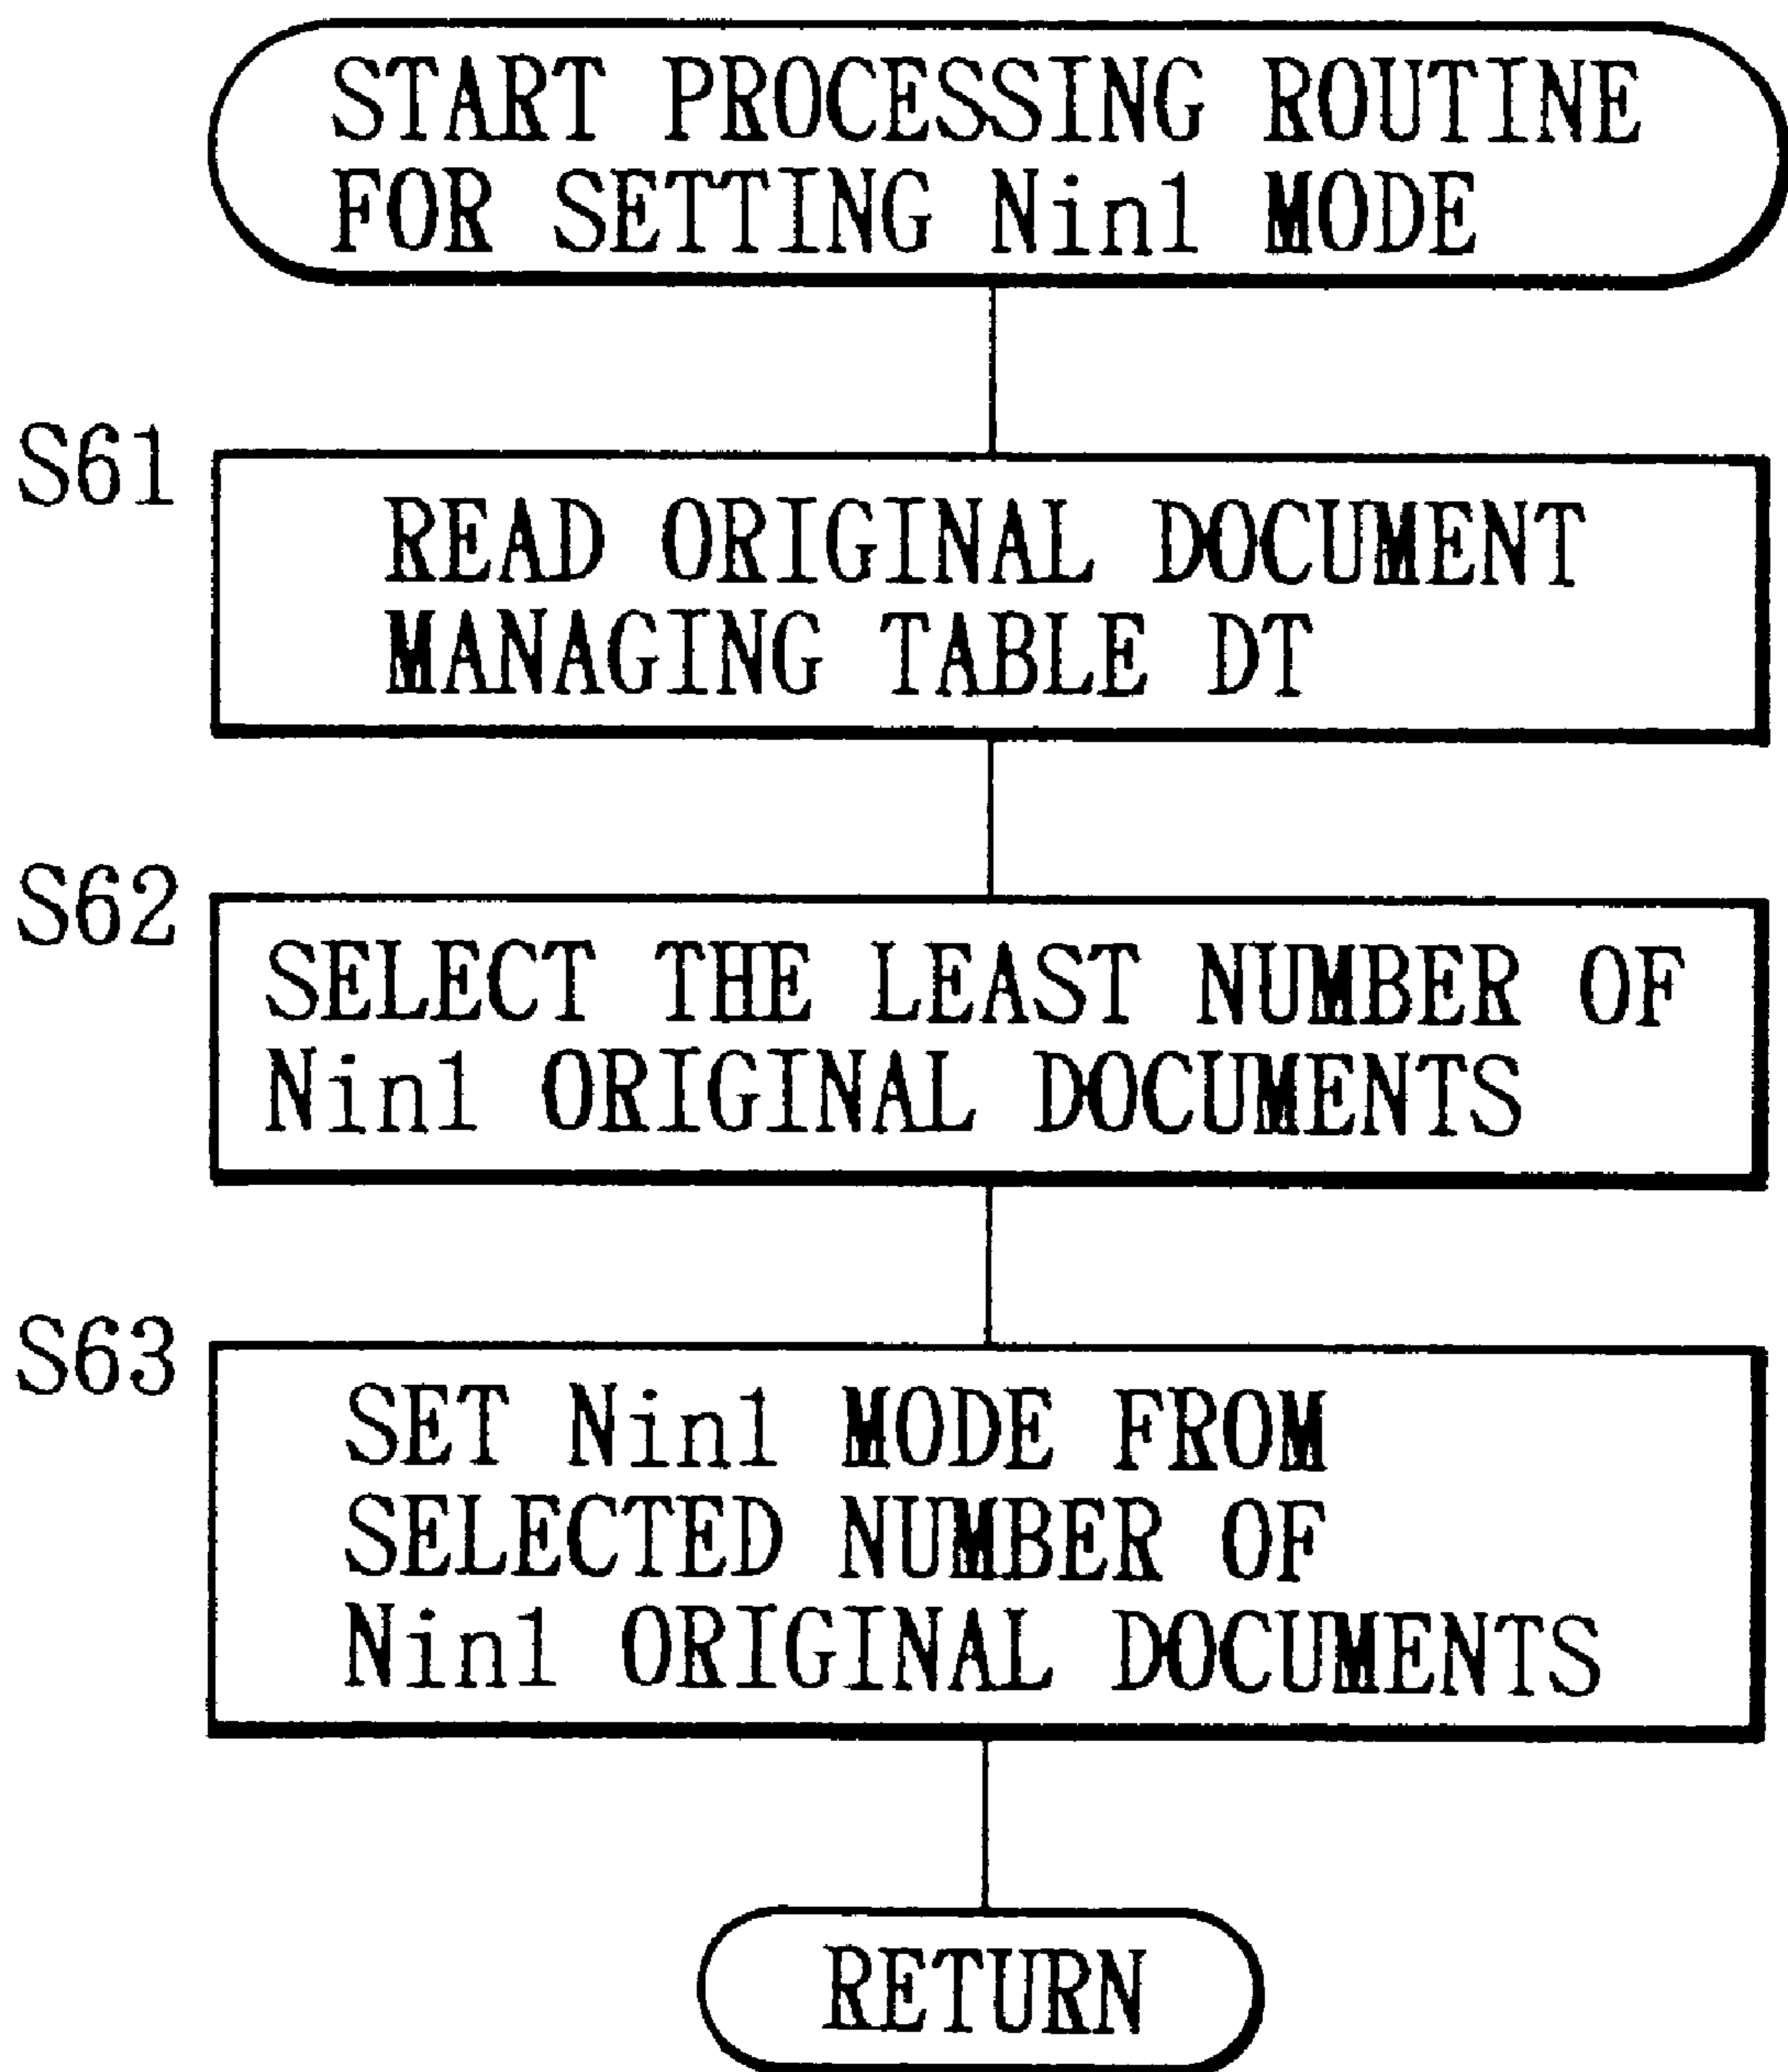 START PROCESSING ROUTINE
FOR SETTING Nin1 MODE
S61
READ ORIGINAL DOCUMENT
MANAGING TABLE DT
S62
SELECT THE LEAST NUMBER OF
Nin1 ORIGINAL DOCUMENTS
S63
SET Nin1 MODE FROM
SELECTED NUMBER OF
Nin1 ORIGINAL DOCUMENTS
RETURN